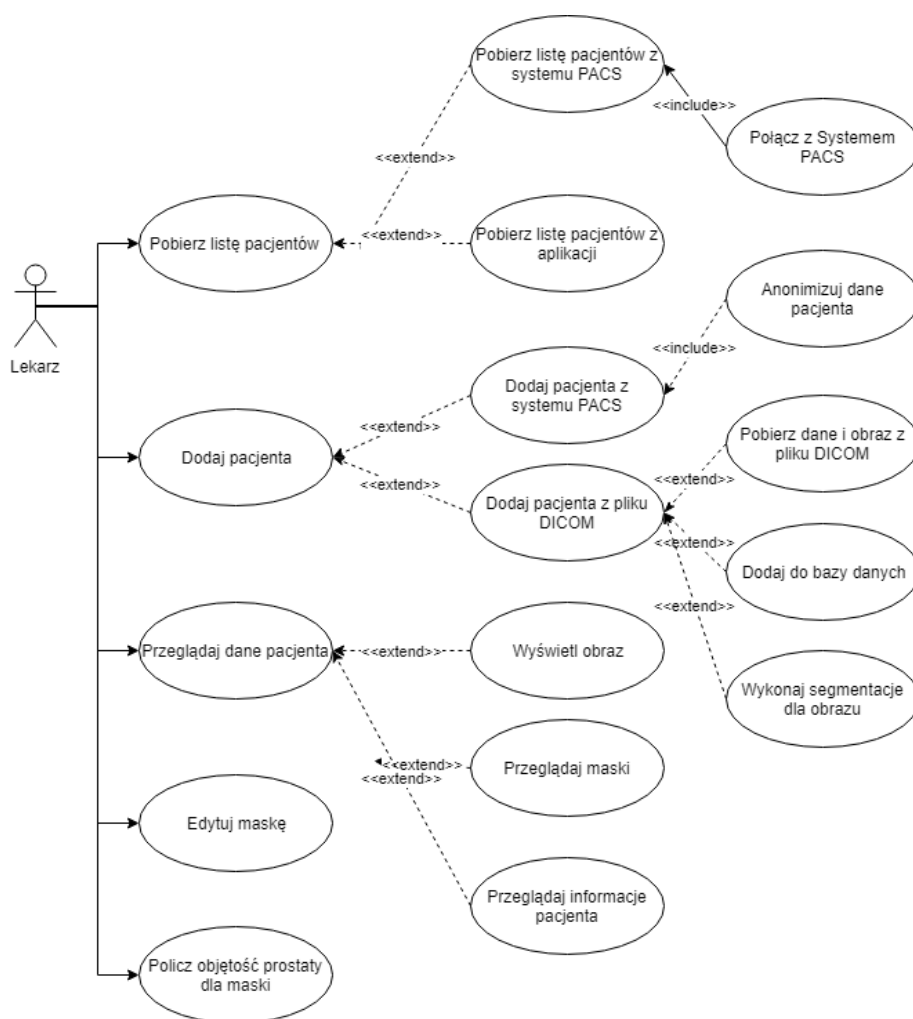 Pobierz listę pacjentów z
systemu PACS
<<include>>
Połącz z Systemem
PACS
<<extend>>
Pobierz listę pacjentów
<<extend>>
Pobierz listę pacjentów z
aplikacji
Anonimizuj dane
pacjenta
Lekarz
<<include>>
Dodaj pacjenta z
systemu PACS
<<extend>>
Dodaj pacjenta
<<extend>>
Dodaj pacjenta z pliku
DICOM
Pobierz dane i obraz z
pliku DICOM
<<extend>>
<<extend>>
Dodaj do bazy danych
<<extend>>
Przeglądaj dane pacjenta
<<extend>>
Wyświetl obraz
Wykonaj segmentacje
dla obrazu
<<extend>>
<<extend>>
Przeglądaj maski
Edytuj maskę
Przeglądaj informacje
pacjenta
Policz objętość prostaty
dla maski